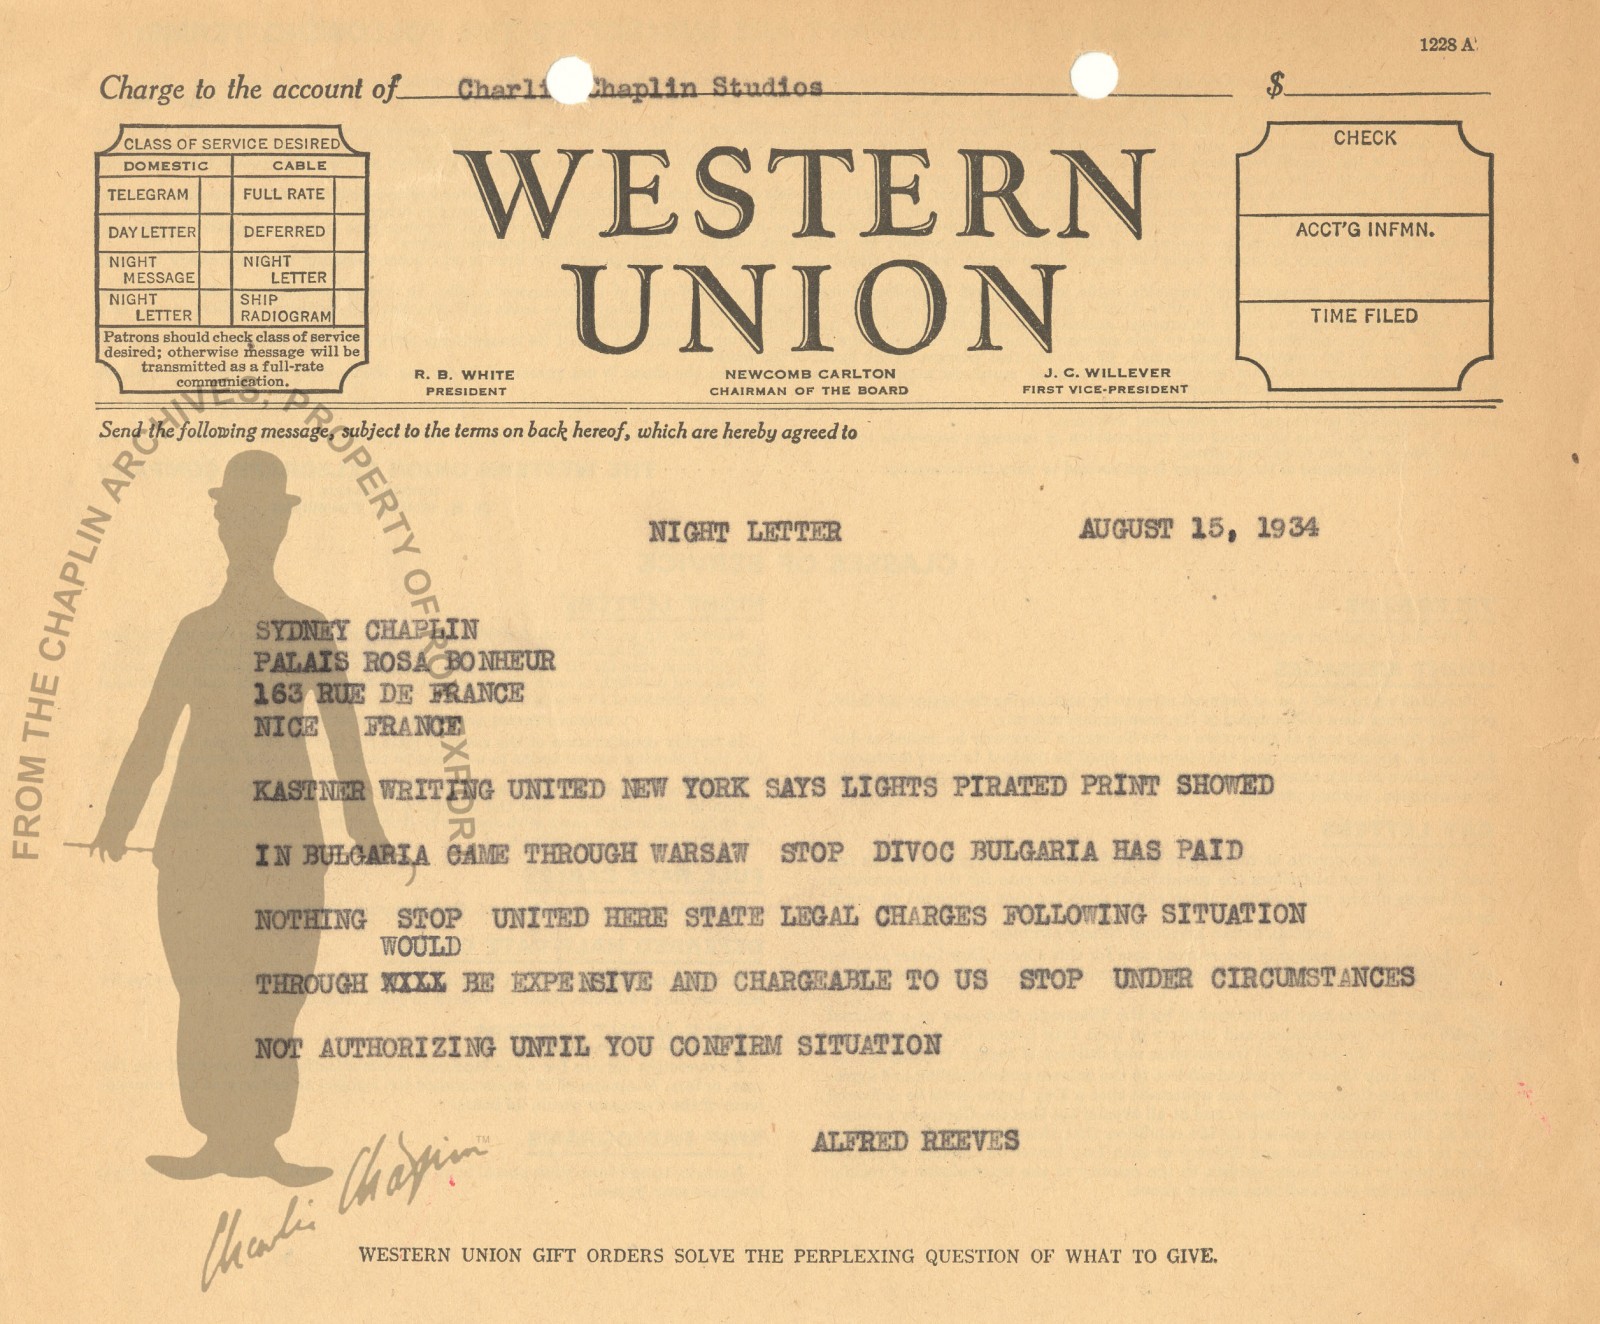 1228 A
Charge to the account of Charli Chaplin Studios $
CLASS OF SERVICE DESIRED
DOMESTIC CABLE
TELEGRAM FULL RATE
DAY LETTER DEFERRED
NIGHT MESSAGE NIGHT LETTER
NIGHT LETTER SHIP RADIOGRAM
Patrons should check class of service
desired; otherwise message will be
transmitted as a full-rate
communication.
WESTERN
UNION
R. B. WHITE
PRESIDENT
NEWCOMB CARLTON
CHAIRMAN OF THE BOARD
J. C. WILLEVER
FIRST VICE-PRESIDENT
CHECK
ACCT'G INFMN.
TIME FILED
Send the following message, subject to the terms on back hereof, which are hereby agreed to
NIGHT LETTER AUGUST 15, 1934
SYDNEY CHAPLIN
PALAIS ROSA BONHEUR
163 RUE DE FRANCE
NICE FRANCE
KASTNER WRITING UNITED NEW YORK SAYS LIGHTS PIRATED PRINT SHOWED
IN BULGARIA CAME THROUGH WARSAW STOP DIVOC BULGARIA HAS PAID
NOTHING STOP UNITED HERE STATE LEGAL CHARGES FOLLOWING SITUATION
WOULD
THROUGH XXXX BE EXPENSIVE AND CHARGEABLE TO US STOP UNDER CIRCUMSTANCES
NOT AUTHORIZING UNTIL YOU CONFIRM SITUATION
ALFRED REEVES
WESTERN UNION GIFT ORDERS SOLVE THE PERPLEXING QUESTION OF WHAT TO GIVE.
FROM THE CHAPLIN ARCHIVES, PROPERTY OF ROY EXPORT
Charlie Chaplin™